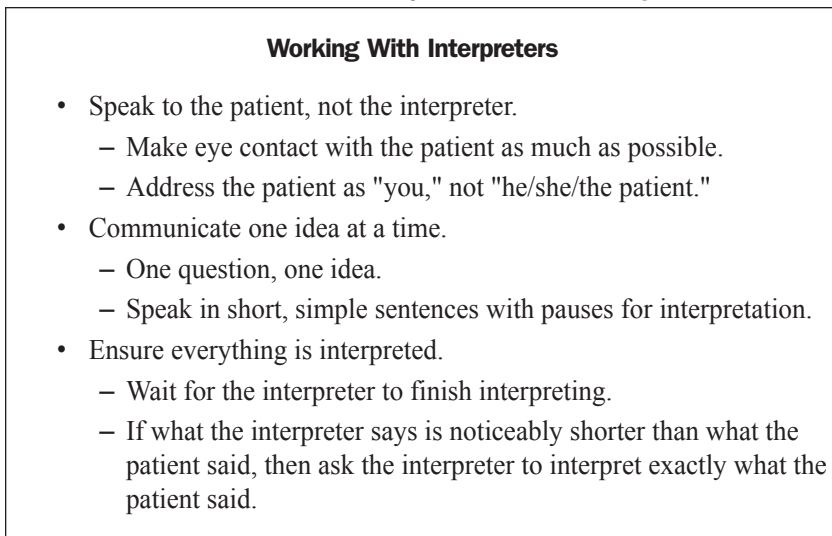 Working With Interpreters
• Speak to the patient, not the interpreter.
– Make eye contact with the patient as much as possible.
– Address the patient as "you," not "he/she/the patient."
• Communicate one idea at a time.
– One question, one idea.
– Speak in short, simple sentences with pauses for interpretation.
• Ensure everything is interpreted.
– Wait for the interpreter to finish interpreting.
– If what the interpreter says is noticeably shorter than what the
patient said, then ask the interpreter to interpret exactly what the
patient said.